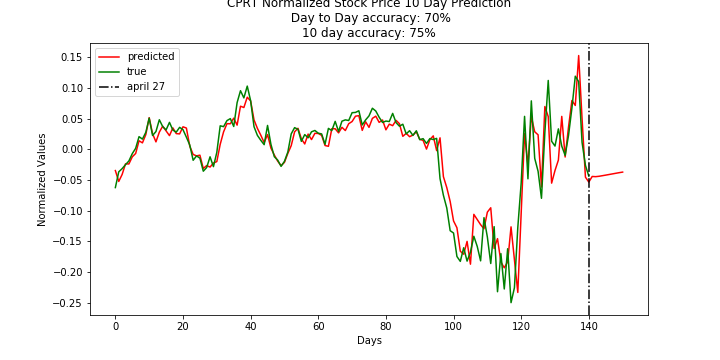 CPRT Normalized Stock Price 10 Day Prediction
Day to Day accuracy: 70%
10 day accuracy: 75%
predicted
true
april 27
Normalized Values
0.15
0.10
0.05
0.00
−0.05
−0.10
−0.15
−0.20
−0.25
0 20 40 60 80 100 120 140
Days